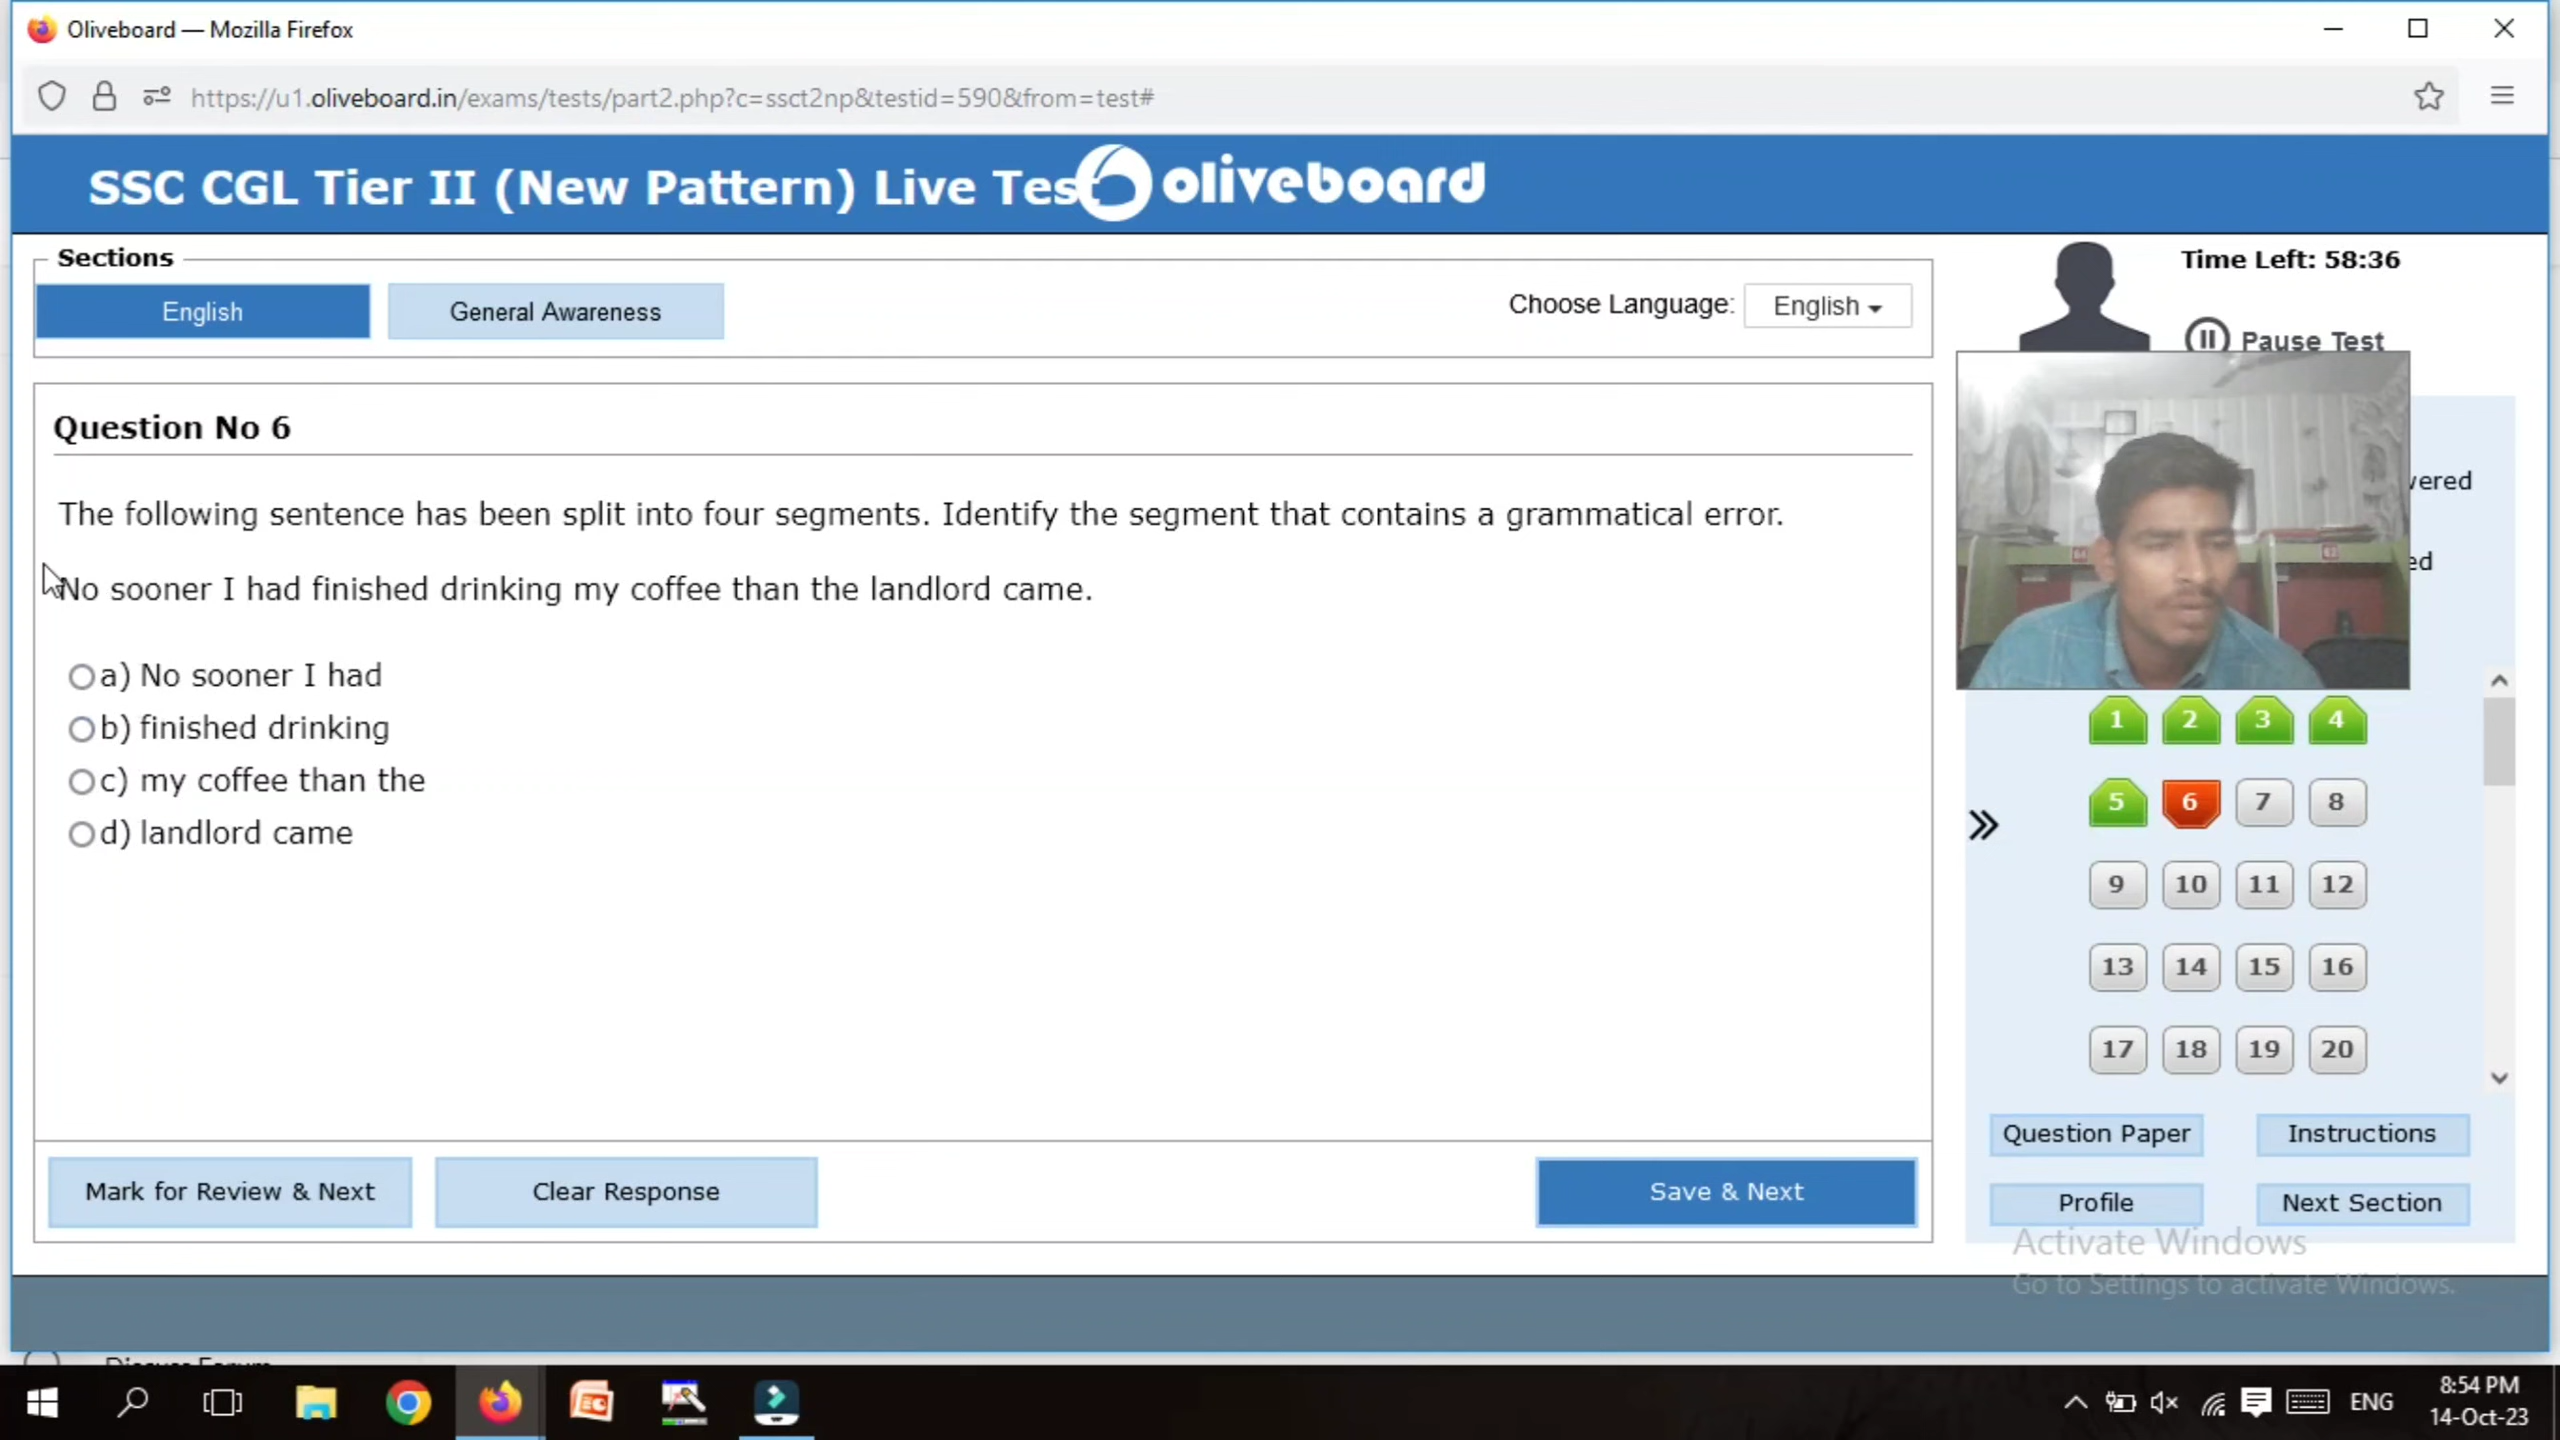 Oliveboard — Mozilla Firefox
https://u1.oliveboard.in/exams/tests/part2.php?c=ssct2np&testid=590&from=test#
SSC CGL Tier II (New Pattern) Live Tes
oliveboard
Sections
English
General Awareness
Choose Language:
English
Time Left: 58:36
Pause Test
Question No 6
The following sentence has been split into four segments. Identify the segment that contains a grammatical error.
No sooner I had finished drinking my coffee than the landlord came.
a) No sooner I had
b) finished drinking
c) my coffee than the
d) landlord came
vered
ed
1 2 3 4
5 6 7 8
9 10 11 12
13 14 15 16
17 18 19 20
Question Paper
Instructions
Profile
Next Section
Mark for Review & Next
Clear Response
Save & Next
Activate Windows
Go to Settings to activate Windows.
ENG
8:54 PM
14-Oct-23